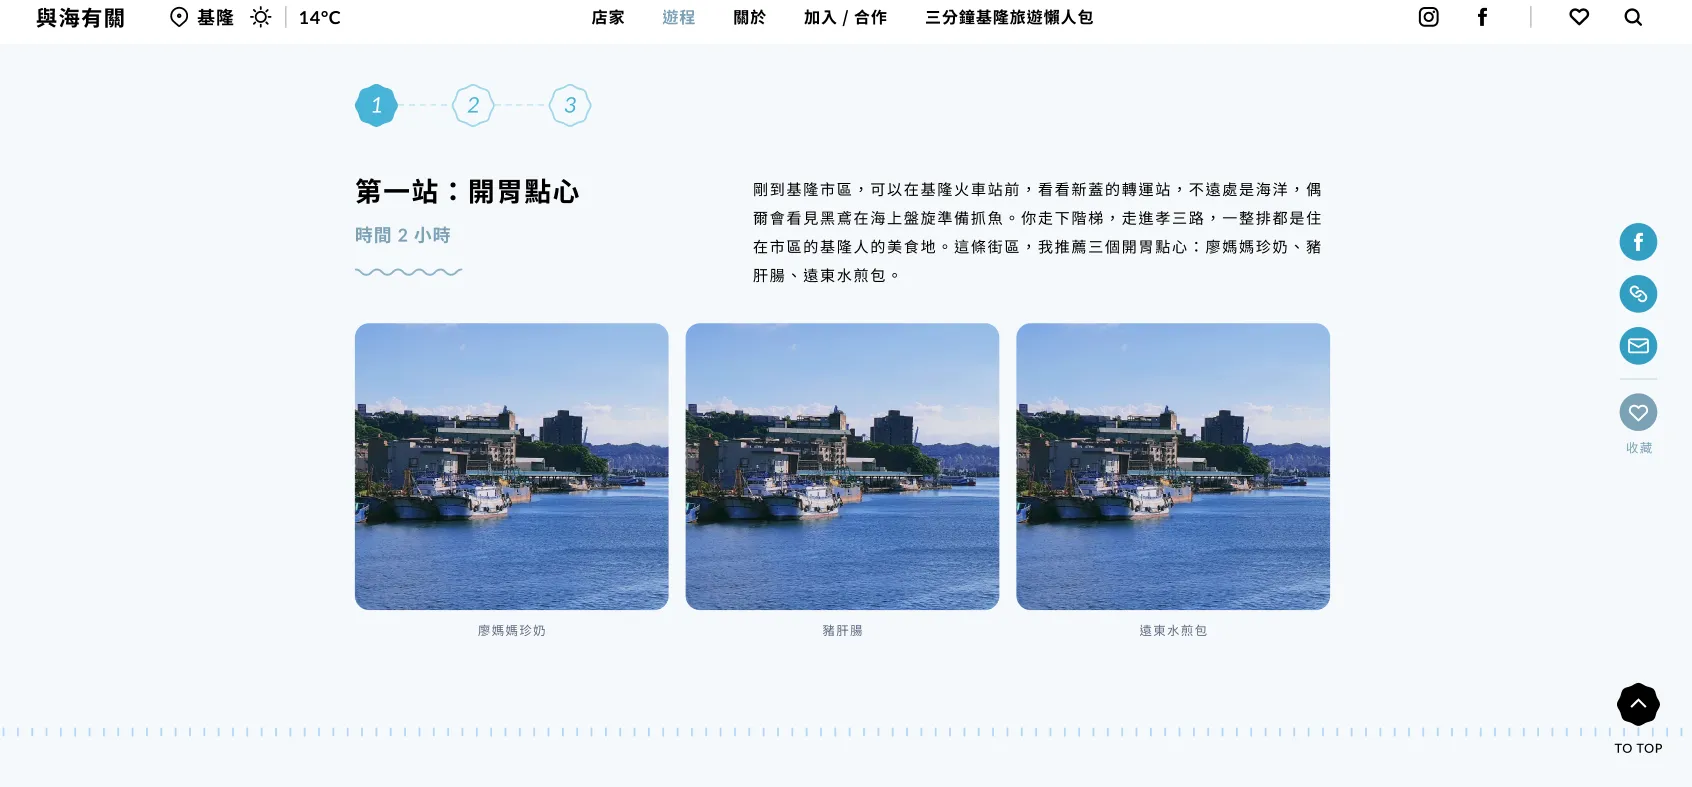 與海有關
基隆
14°C
店家
遊程
關於
加入 / 合作
三分鐘基隆旅遊懶人包
1
2
3
第一站：開胃點心
時間 2 小時
剛到基隆市區，可以在基隆火車站前，看看新蓋的轉運站，不遠處是海洋，偶
爾會看見黑鳶在海上盤旋準備抓魚。你走下階梯，走進孝三路，一整排都是住
在市區的基隆人的美食地。這條街區，我推薦三個開胃點心：廖媽媽珍奶、豬
肝腸、遠東水煎包。
收藏
廖媽媽珍奶
豬肝腸
遠東水煎包
TO TOP